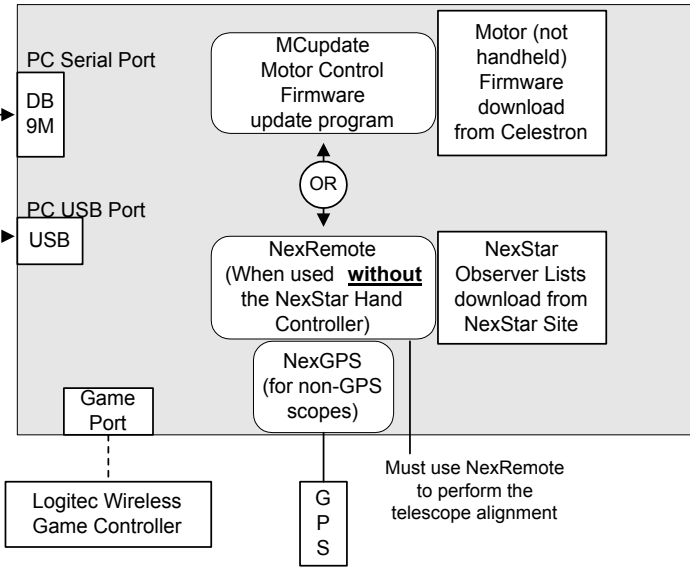 PC Serial Port
DB
9M
MCupdate
Motor Control
Firmware
update program
Motor (not
handheld)
Firmware
download
from Celestron
OR
PC USB Port
USB
NexRemote
(When used without
the NexStar Hand
Controller)
NexStar
Observer Lists
download from
NexStar Site
NexGPS
(for non-GPS
scopes)
Game
Port
Logitec Wireless
Game Controller
G
P
S
Must use NexRemote
to perform the
telescope alignment